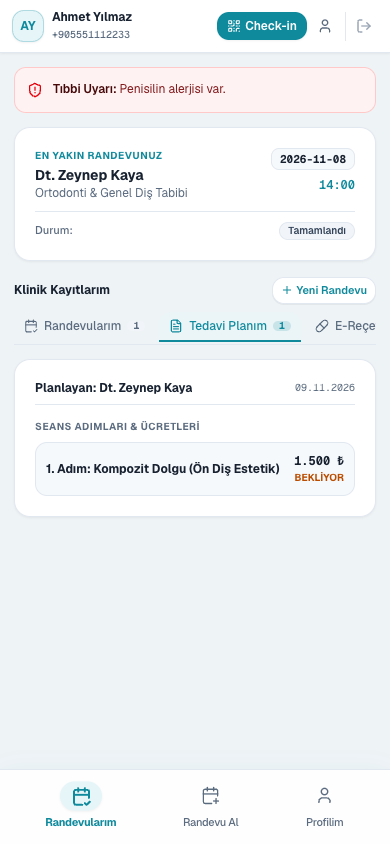 AY
Ahmet Yılmaz
+905551112233
Check-in
Tıbbi Uyarı: Penisilin alerjisi var.
EN YAKIN RANDEVUNUZ
2026-11-08
Dt. Zeynep Kaya
14:00
Ortodonti & Genel Diş Tabibi
Durum:
Tamamlandı
Klinik Kayıtlarım
+ Yeni Randevu
Randevularım 1
Tedavi Planım 1
E-Reçe
Planlayan: Dt. Zeynep Kaya
09.11.2026
SEANS ADIMLARI & ÜCRETLERİ
1. Adım: Kompozit Dolgu (Ön Diş Estetik)
1.500 ₺
BEKLİYOR
Randevularım
Randevu Al
Profilim